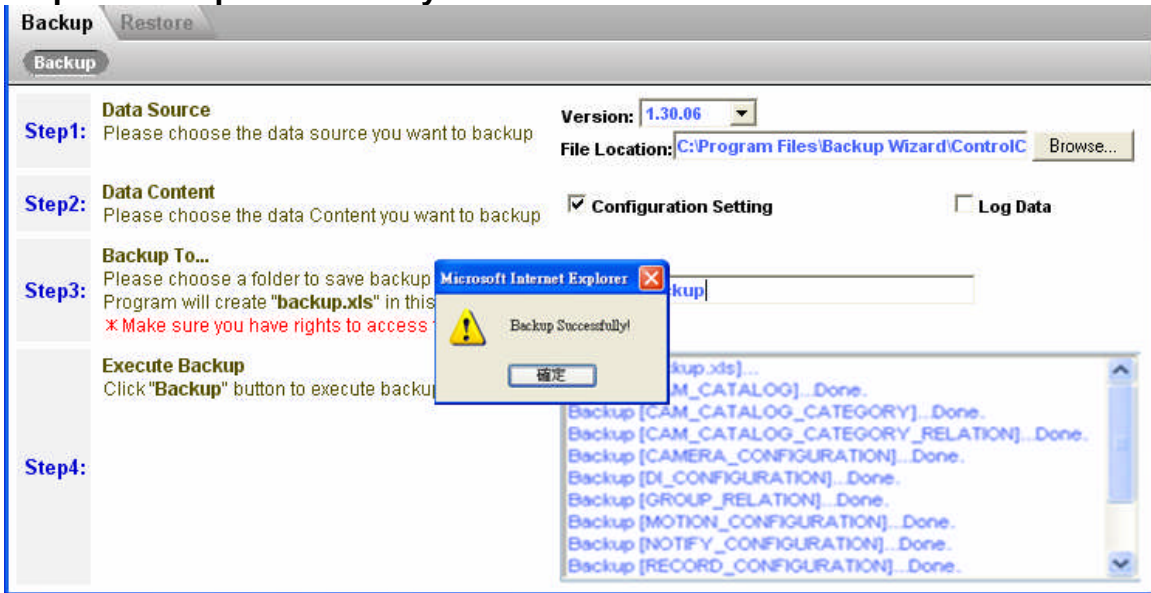 Backup Restore
Backup
Step1:
Data Source
Please choose the data source you want to backup
Version: 1.30.06
File Location: C:\Program Files\Backup Wizard\ControlC Browse...
Step2:
Data Content
Please choose the data Content you want to backup
Configuration Setting
Log Data
Step3:
Backup To...
Please choose a folder to save backup
Program will create "backup.xls" in this
Make sure you have rights to access
kup
Microsoft Internet Explorer
Backup Successfully!
確定
Step4:
Execute Backup
Click "Backup" button to execute backup
kup.xls]...
M_CATALOG]...Done.
Backup [CAM_CATALOG_CATEGORY]...Done.
Backup [CAM_CATALOG_CATEGORY_RELATION]...Done.
Backup [CAMERA_CONFIGURATION]...Done.
Backup [DI_CONFIGURATION]...Done.
Backup [GROUP_RELATION]...Done.
Backup [MOTION_CONFIGURATION]...Done.
Backup [NOTIFY_CONFIGURATION]...Done.
Backup [RECORD_CONFIGURATION]...Done.